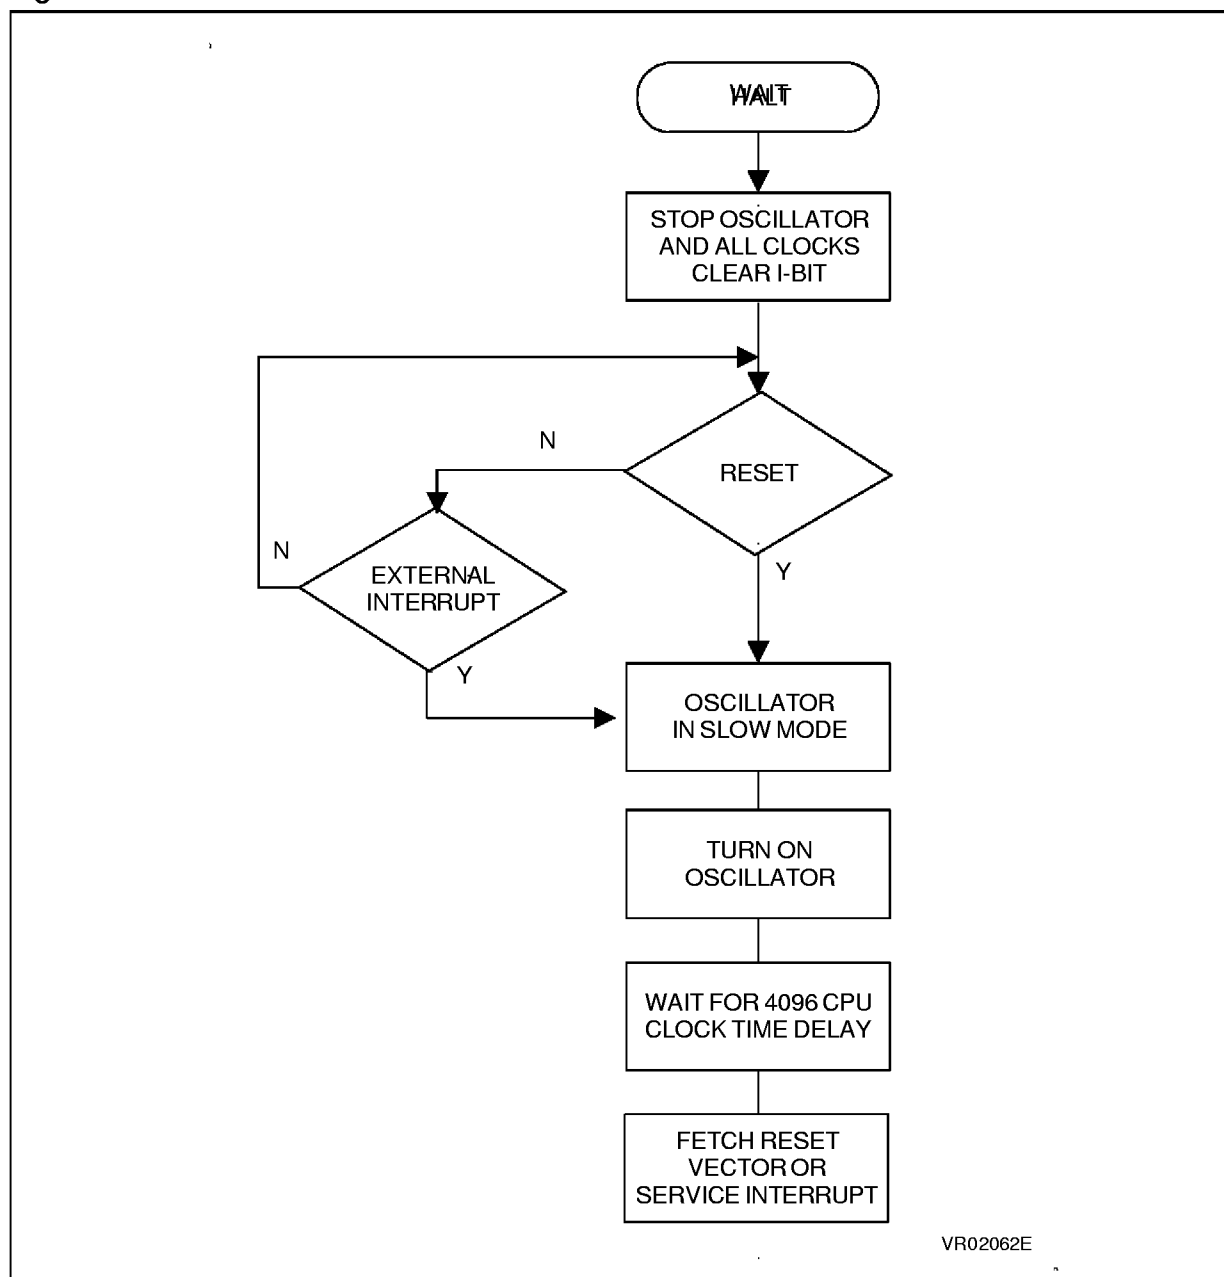 HALT
STOP OSCILLATOR
AND ALL CLOCKS
CLEAR I-BIT
RESET
N
Y
EXTERNAL
INTERRUPT
N
Y
OSCILLATOR
IN SLOW MODE
TURN ON
OSCILLATOR
WAIT FOR 4096 CPU
CLOCK TIME DELAY
FETCH RESET
VECTOR OR
SERVICE INTERRUPT
VR02062E